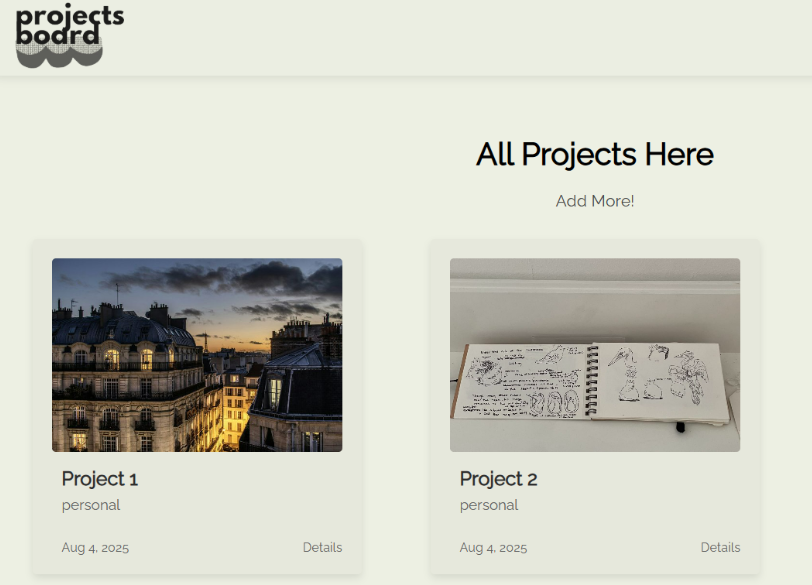 projects
board
All Projects Here
Add More!
Project 1
personal
Aug 4, 2025
Details
Project 2
personal
Aug 4, 2025
Details